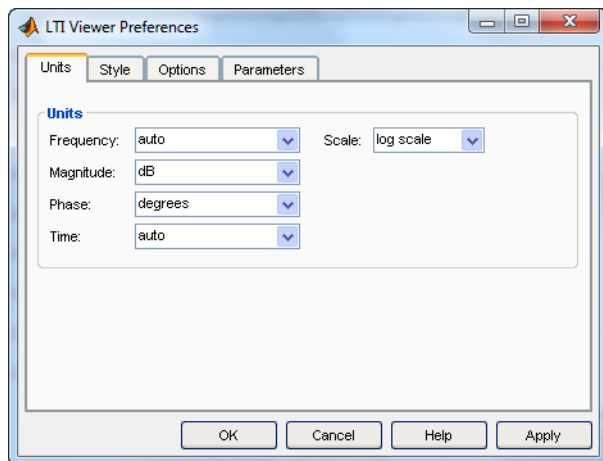 LTI Viewer Preferences
Units Style Options Parameters
Units
Frequency: auto Scale: log scale
Magnitude: dB
Phase: degrees
Time: auto
OK Cancel Help Apply